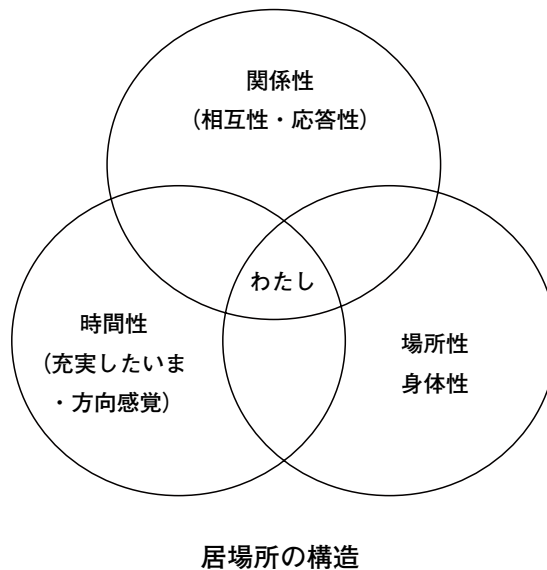 関係性
（相互性・応答性）
わたし
時間性
（充実したいま
・方向感覚）
場所性
身体性
居場所の構造